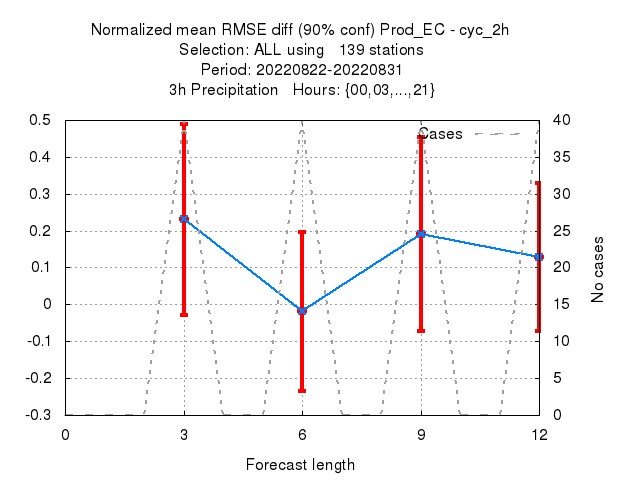 Normalized mean RMSE diff (90% conf) Prod_EC - cyc_2h
Selection: ALL using   139 stations
Period: 20220822-20220831
3h Precipitation   Hours: {00,03,...,21}
Cases
0.5
0.4
0.3
0.2
0.1
0
-0.1
-0.2
-0.3
40
35
30
25
20
15
10
5
0
No cases
0 3 6 9 12
Forecast length